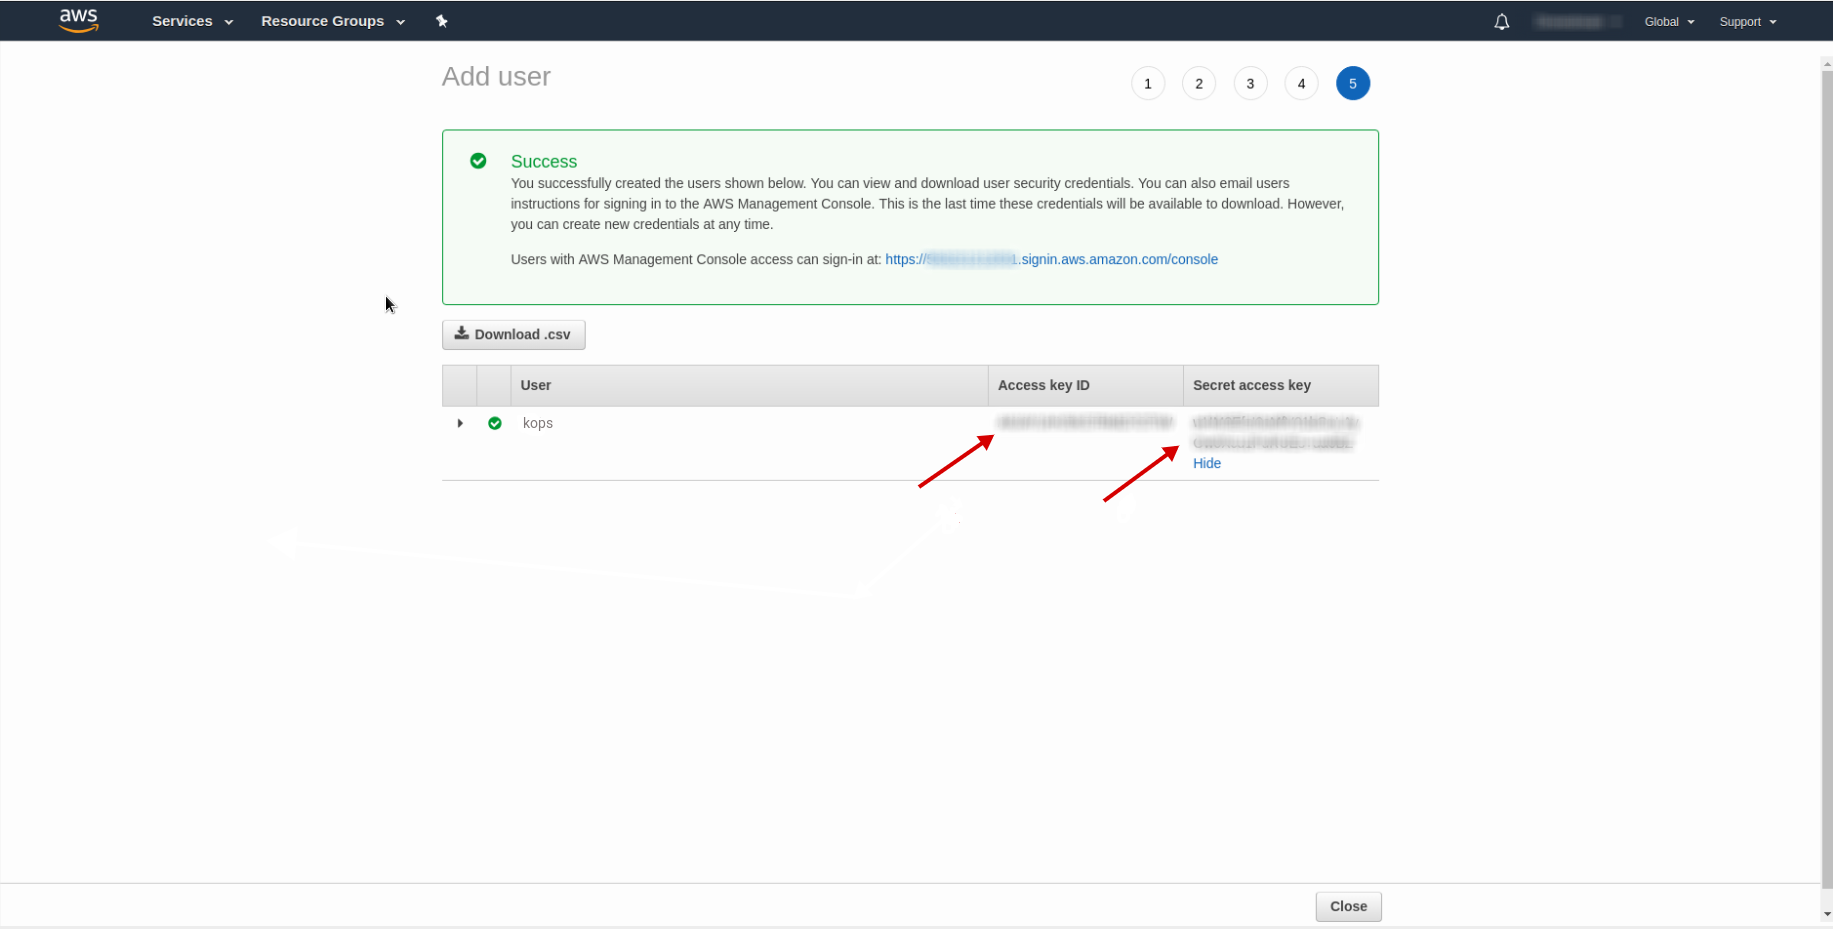 aws Services Resource Groups Global Support
Add user
1 2 3 4 5
Success
You successfully created the users shown below. You can view and download user security credentials. You can also email users
instructions for signing in to the AWS Management Console. This is the last time these credentials will be available to download. However,
you can create new credentials at any time.
Users with AWS Management Console access can sign-in at: https:// .signin.aws.amazon.com/console
Download .csv
User Access key ID Secret access key
kops
Hide
Close